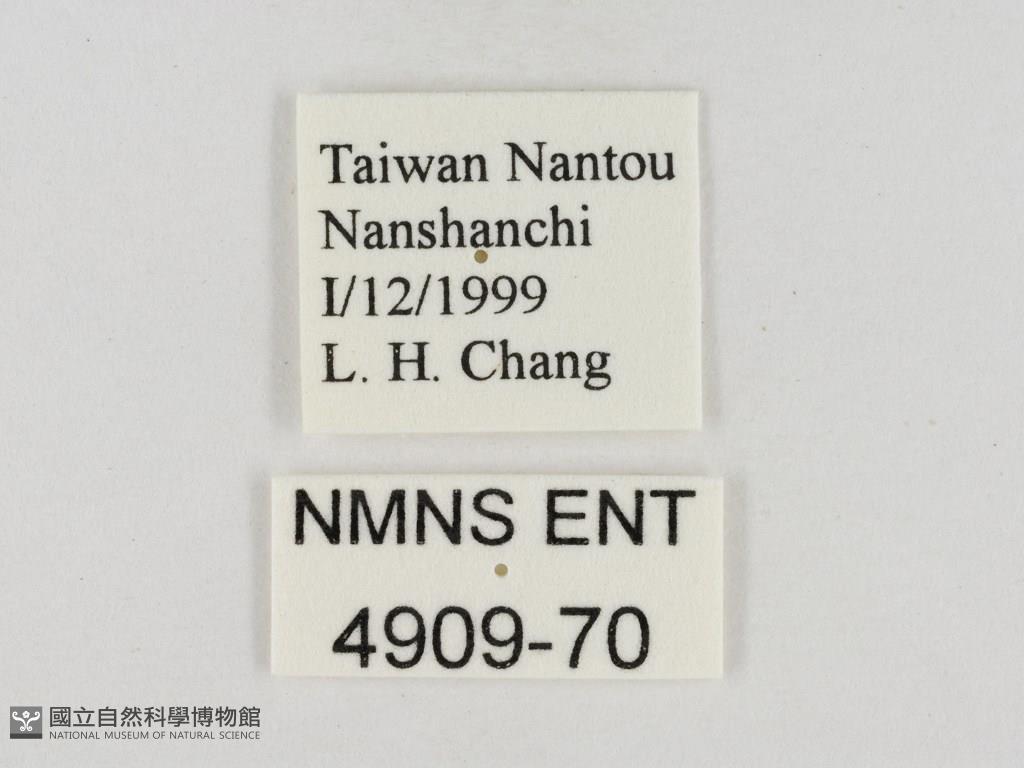 Taiwan Nantou
Nanshanchi
I/12/1999
L. H. Chang
NMNS ENT
4909-70
國立自然科學博物館
NATIONAL MUSEUM OF NATURAL SCIENCE